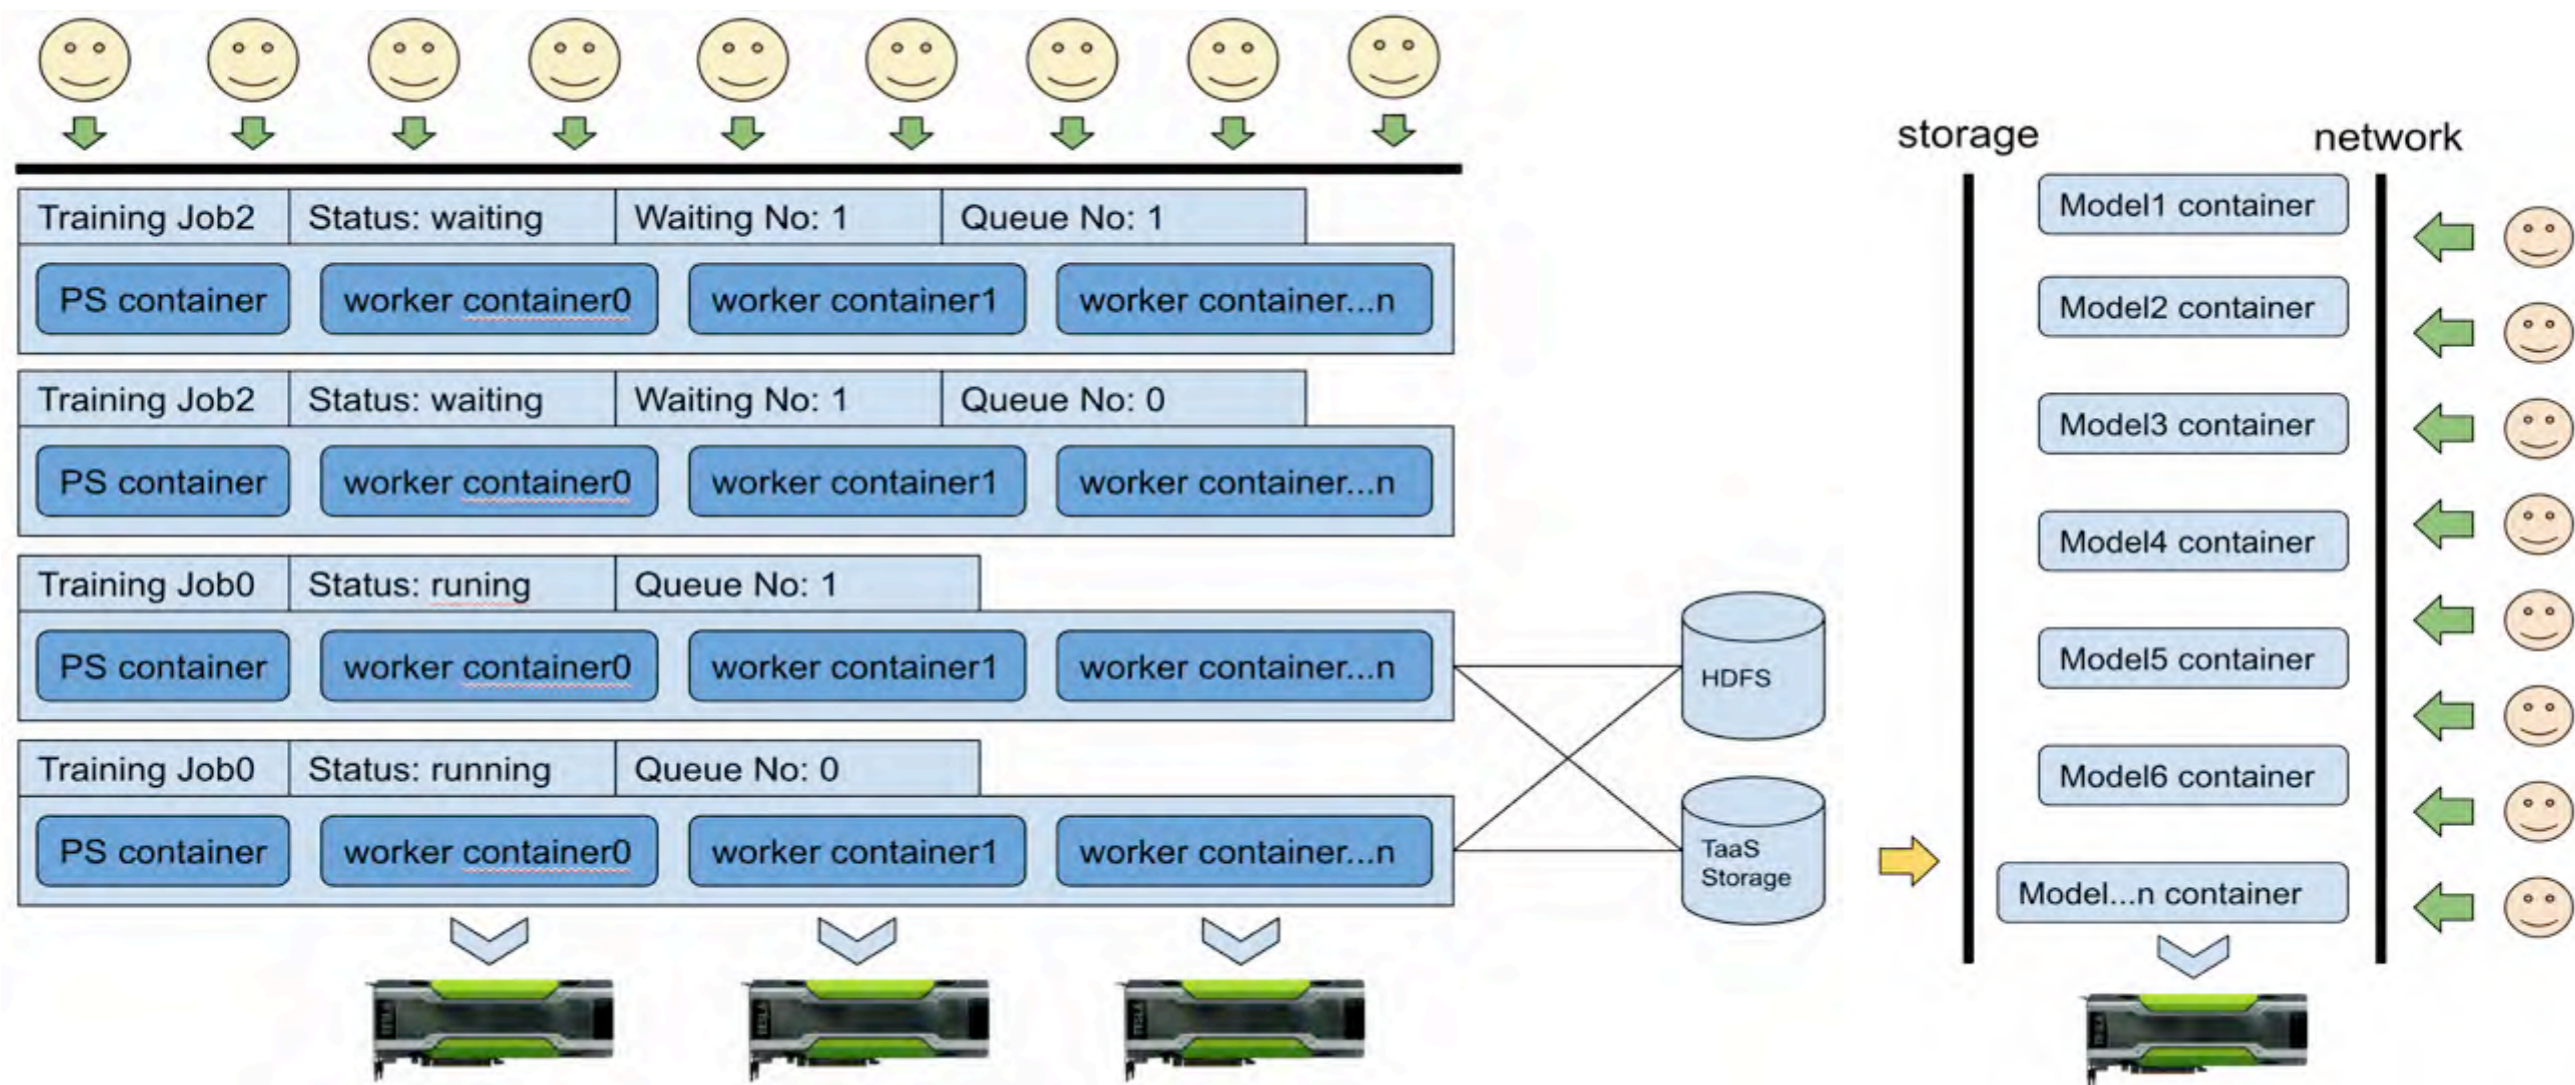 Training Job2 Status: waiting Waiting No: 1 Queue No: 1
PS container worker container0 worker container1 worker container...n
Training Job2 Status: waiting Waiting No: 1 Queue No: 0
PS container worker container0 worker container1 worker container...n
Training Job0 Status: runing Queue No: 1
PS container worker container0 worker container1 worker container...n
Training Job0 Status: running Queue No: 0
PS container worker container0 worker container1 worker container...n
TESLA
TESLA
TESLA
HDFS
TaaS
Storage
storage
network
Model1 container
Model2 container
Model3 container
Model4 container
Model5 container
Model6 container
Model...n container
TESLA